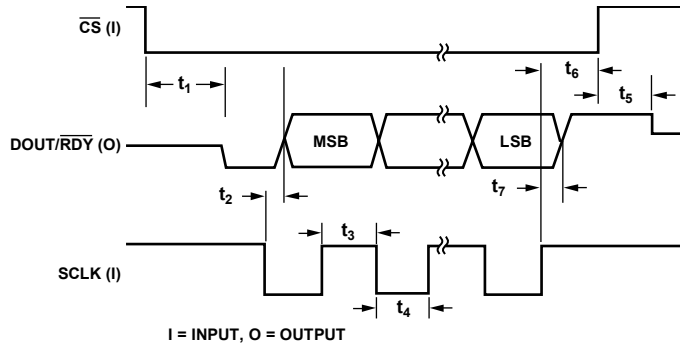 CS (I)
t1
t6
t5
DOUT/RDY (O)
MSB
LSB
t2
t7
t3
SCLK (I)
t4
I = INPUT, O = OUTPUT